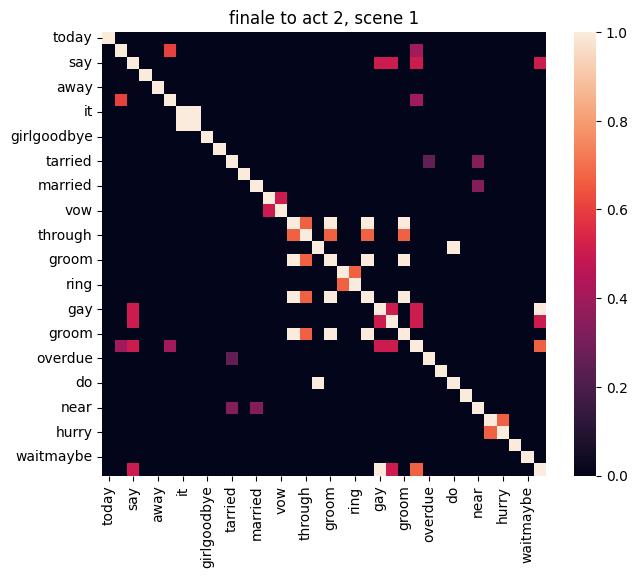 finale to act 2, scene 1
today
say
away
it
girlgoodbye
tarried
married
vow
through
groom
ring
gay
groom
overdue
do
near
hurry
waitmaybe
1.0
0.8
0.6
0.4
0.2
0.0
today
say
away
it
girlgoodbye
tarried
married
vow
through
groom
ring
gay
groom
overdue
do
near
hurry
waitmaybe